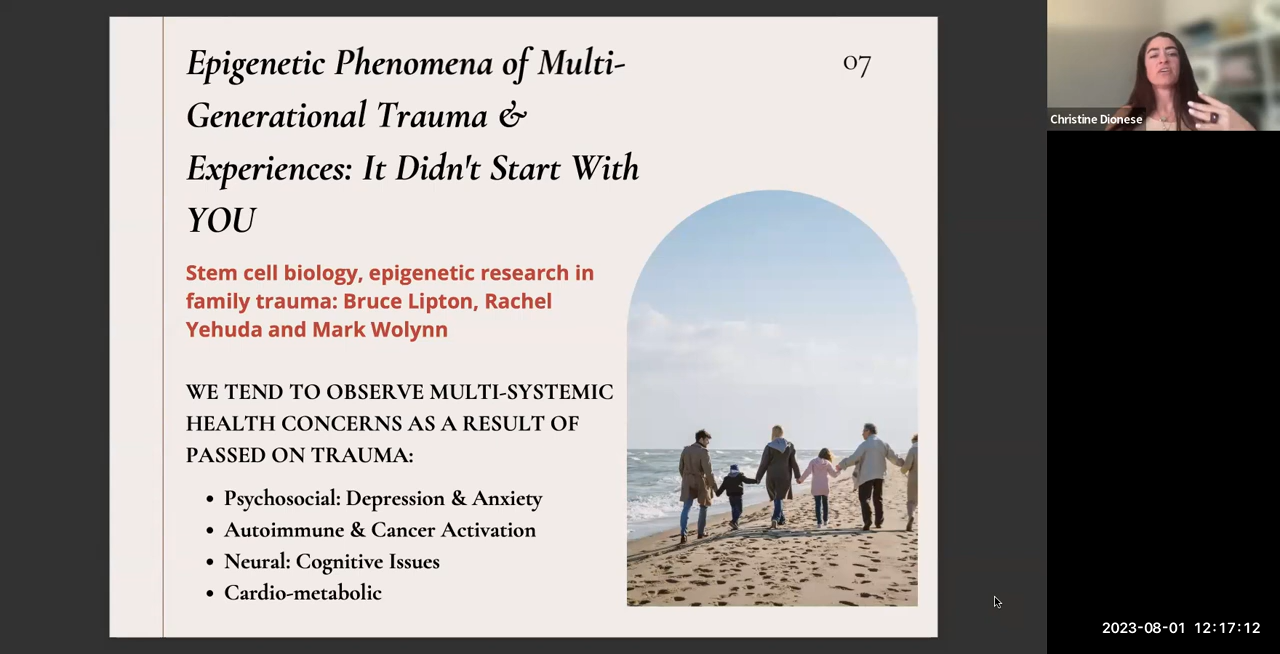 Epigenetic Phenomena of Multi-
Generational Trauma &
Experiences: It Didn't Start With
YOU
07
Stem cell biology, epigenetic research in
family trauma: Bruce Lipton, Rachel
Yehuda and Mark Wolynn
WE TEND TO OBSERVE MULTI-SYSTEMIC
HEALTH CONCERNS AS A RESULT OF
PASSED ON TRAUMA:
• Psychosocial: Depression & Anxiety
• Autoimmune & Cancer Activation
• Neural: Cognitive Issues
• Cardio-metabolic
Christine Dionese
2023-08-01 12:17:12